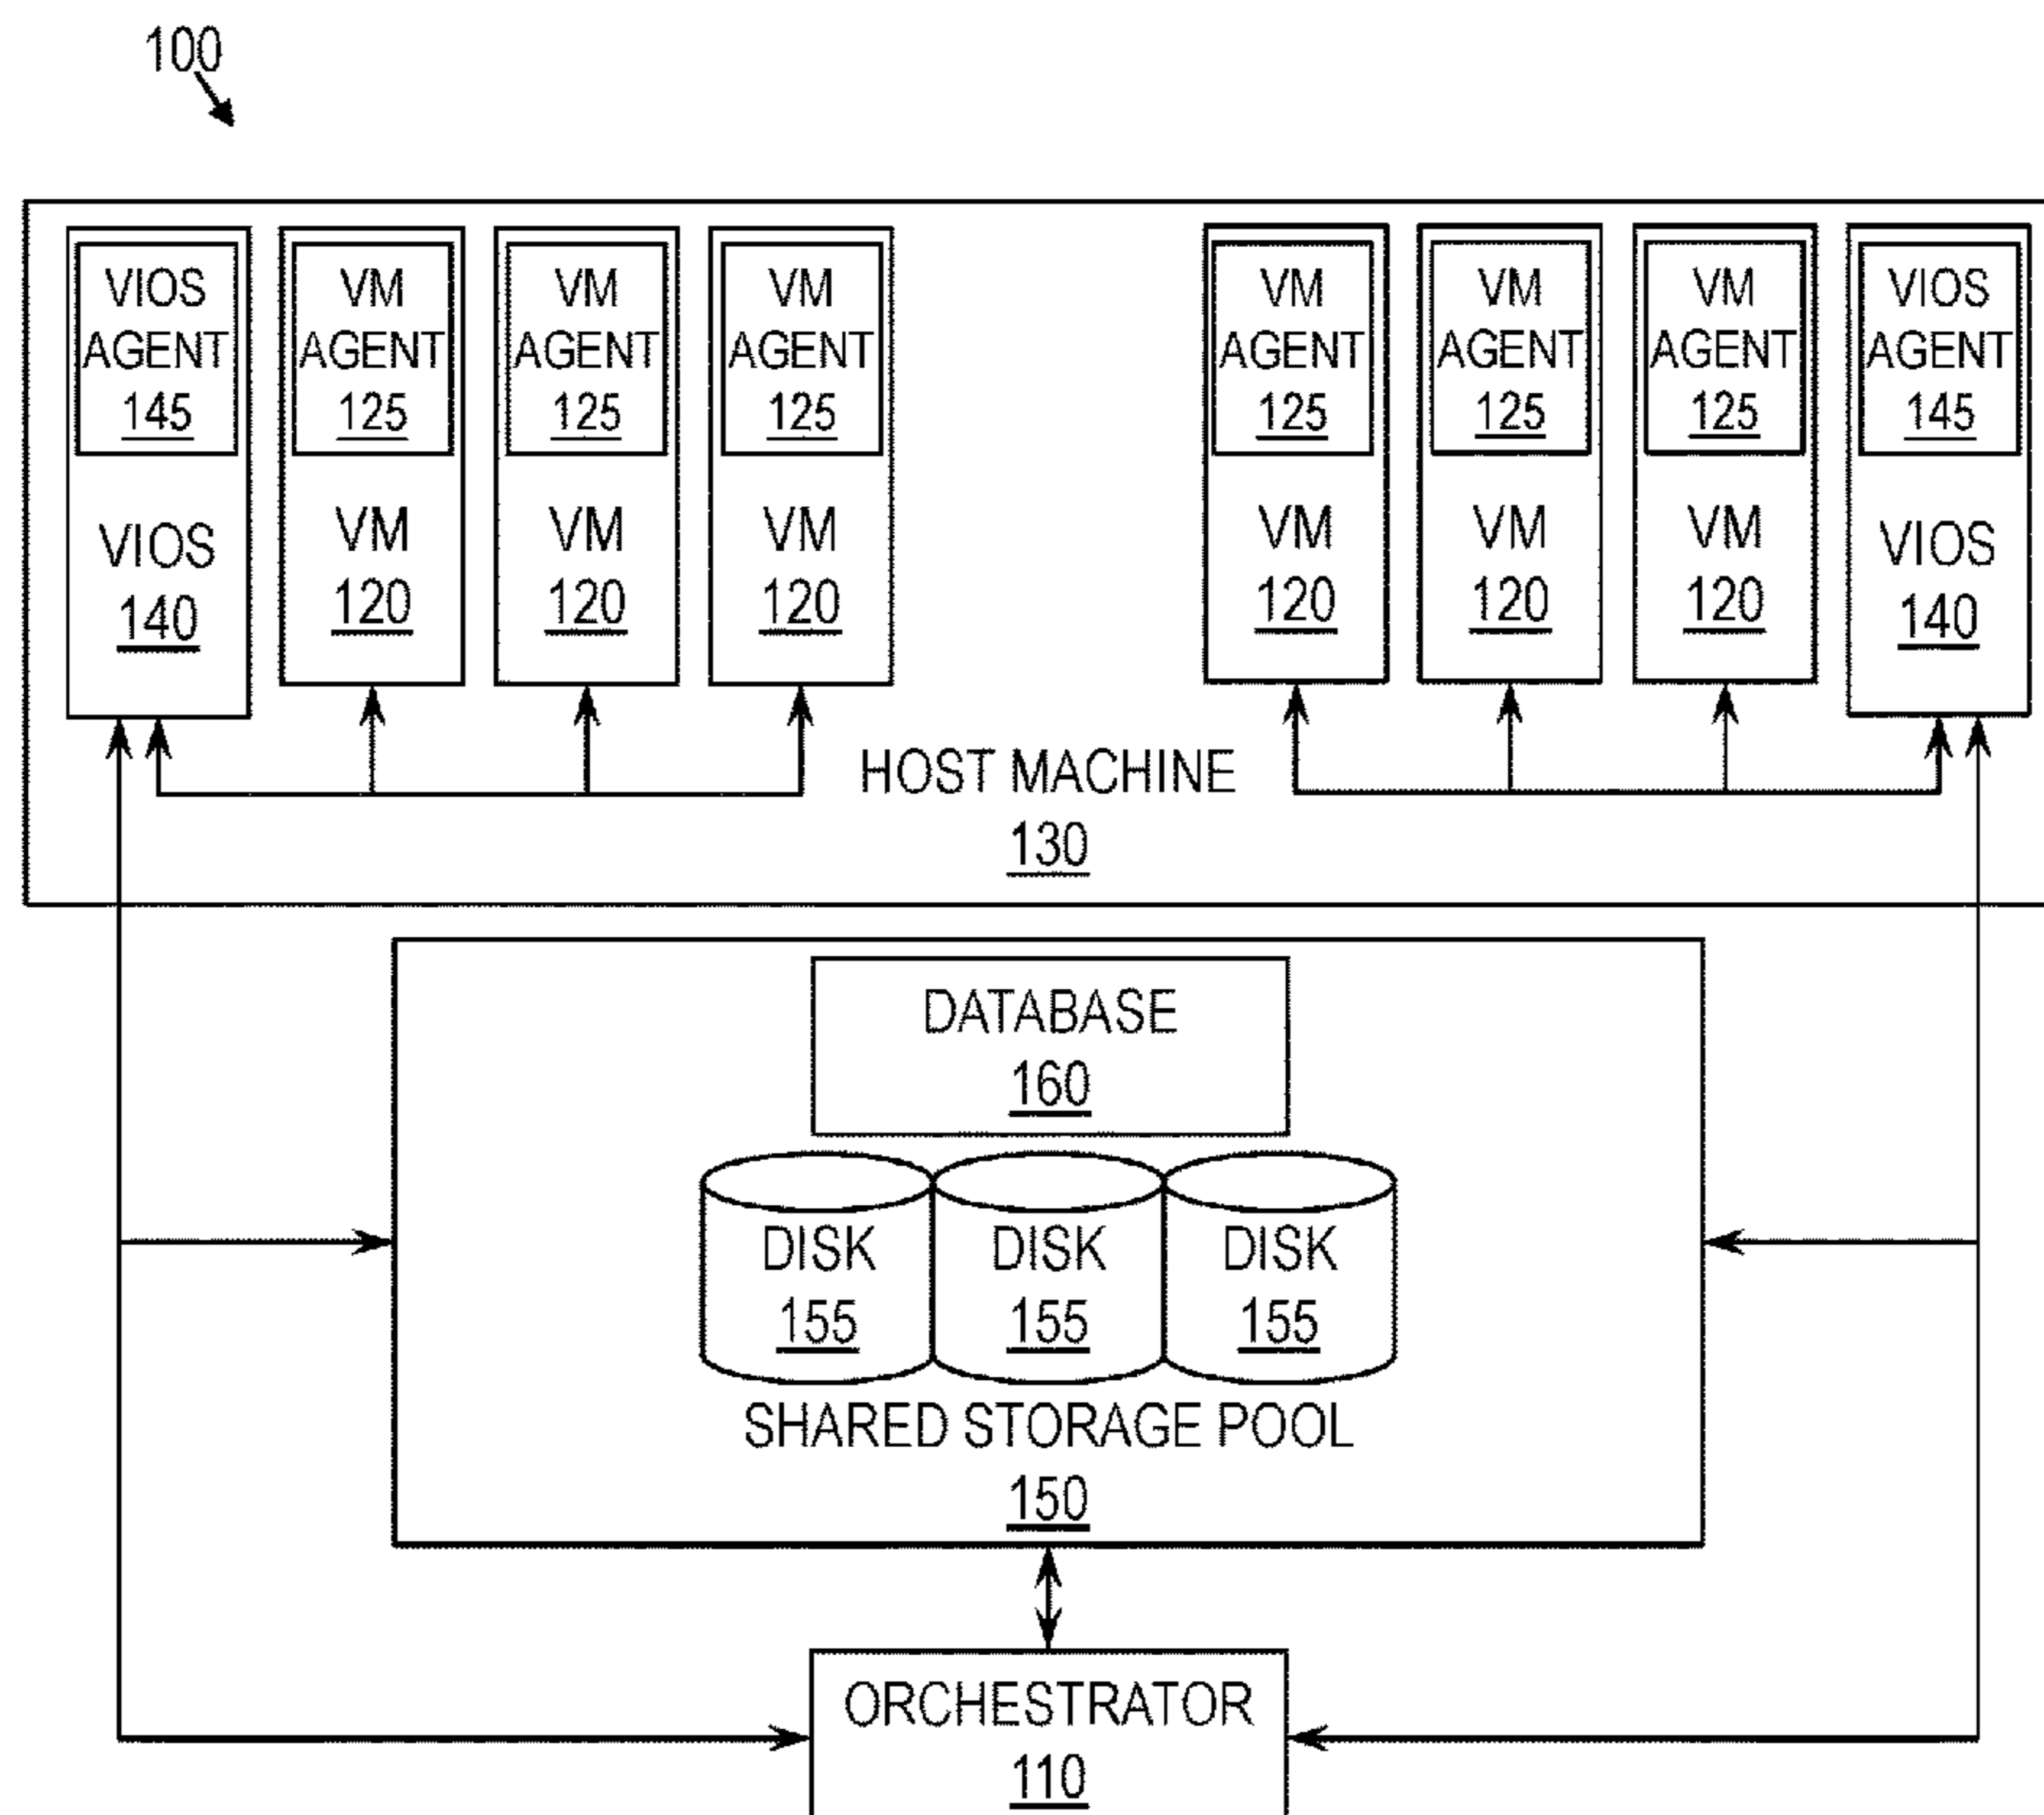 100
VIOS AGENT 145
VIOS 140
VM AGENT 125
VM 120
VM AGENT 125
VM 120
VM AGENT 125
VM 120
VM AGENT 125
VM 120
VM AGENT 125
VM 120
VM AGENT 125
VM 120
VIOS AGENT 145
VIOS 140
HOST MACHINE
130
DATABASE
160
DISK
155
DISK
155
DISK
155
SHARED STORAGE POOL
150
ORCHESTRATOR
110